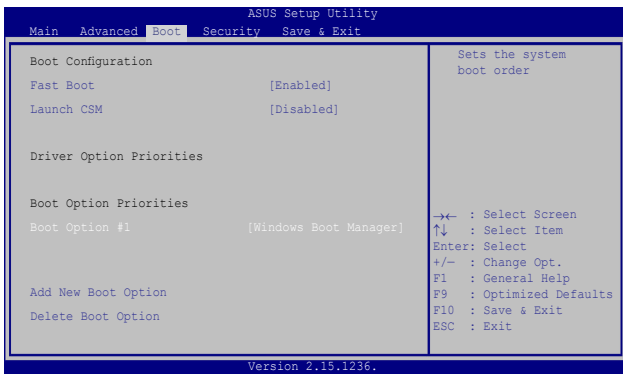 ASUS Setup Utility
Main Advanced Boot Security Save & Exit
Boot Configuration
Fast Boot [Enabled]
Launch CSM [Disabled]
Driver Option Priorities
Boot Option Priorities
Boot Option #1 [Windows Boot Manager]
Add New Boot Option
Delete Boot Option
Sets the system
boot order
→← : Select Screen
↑↓ : Select Item
Enter: Select
+/— : Change Opt.
F1 : General Help
F9 : Optimized Defaults
F10 : Save & Exit
ESC : Exit
Version 2.15.1236.